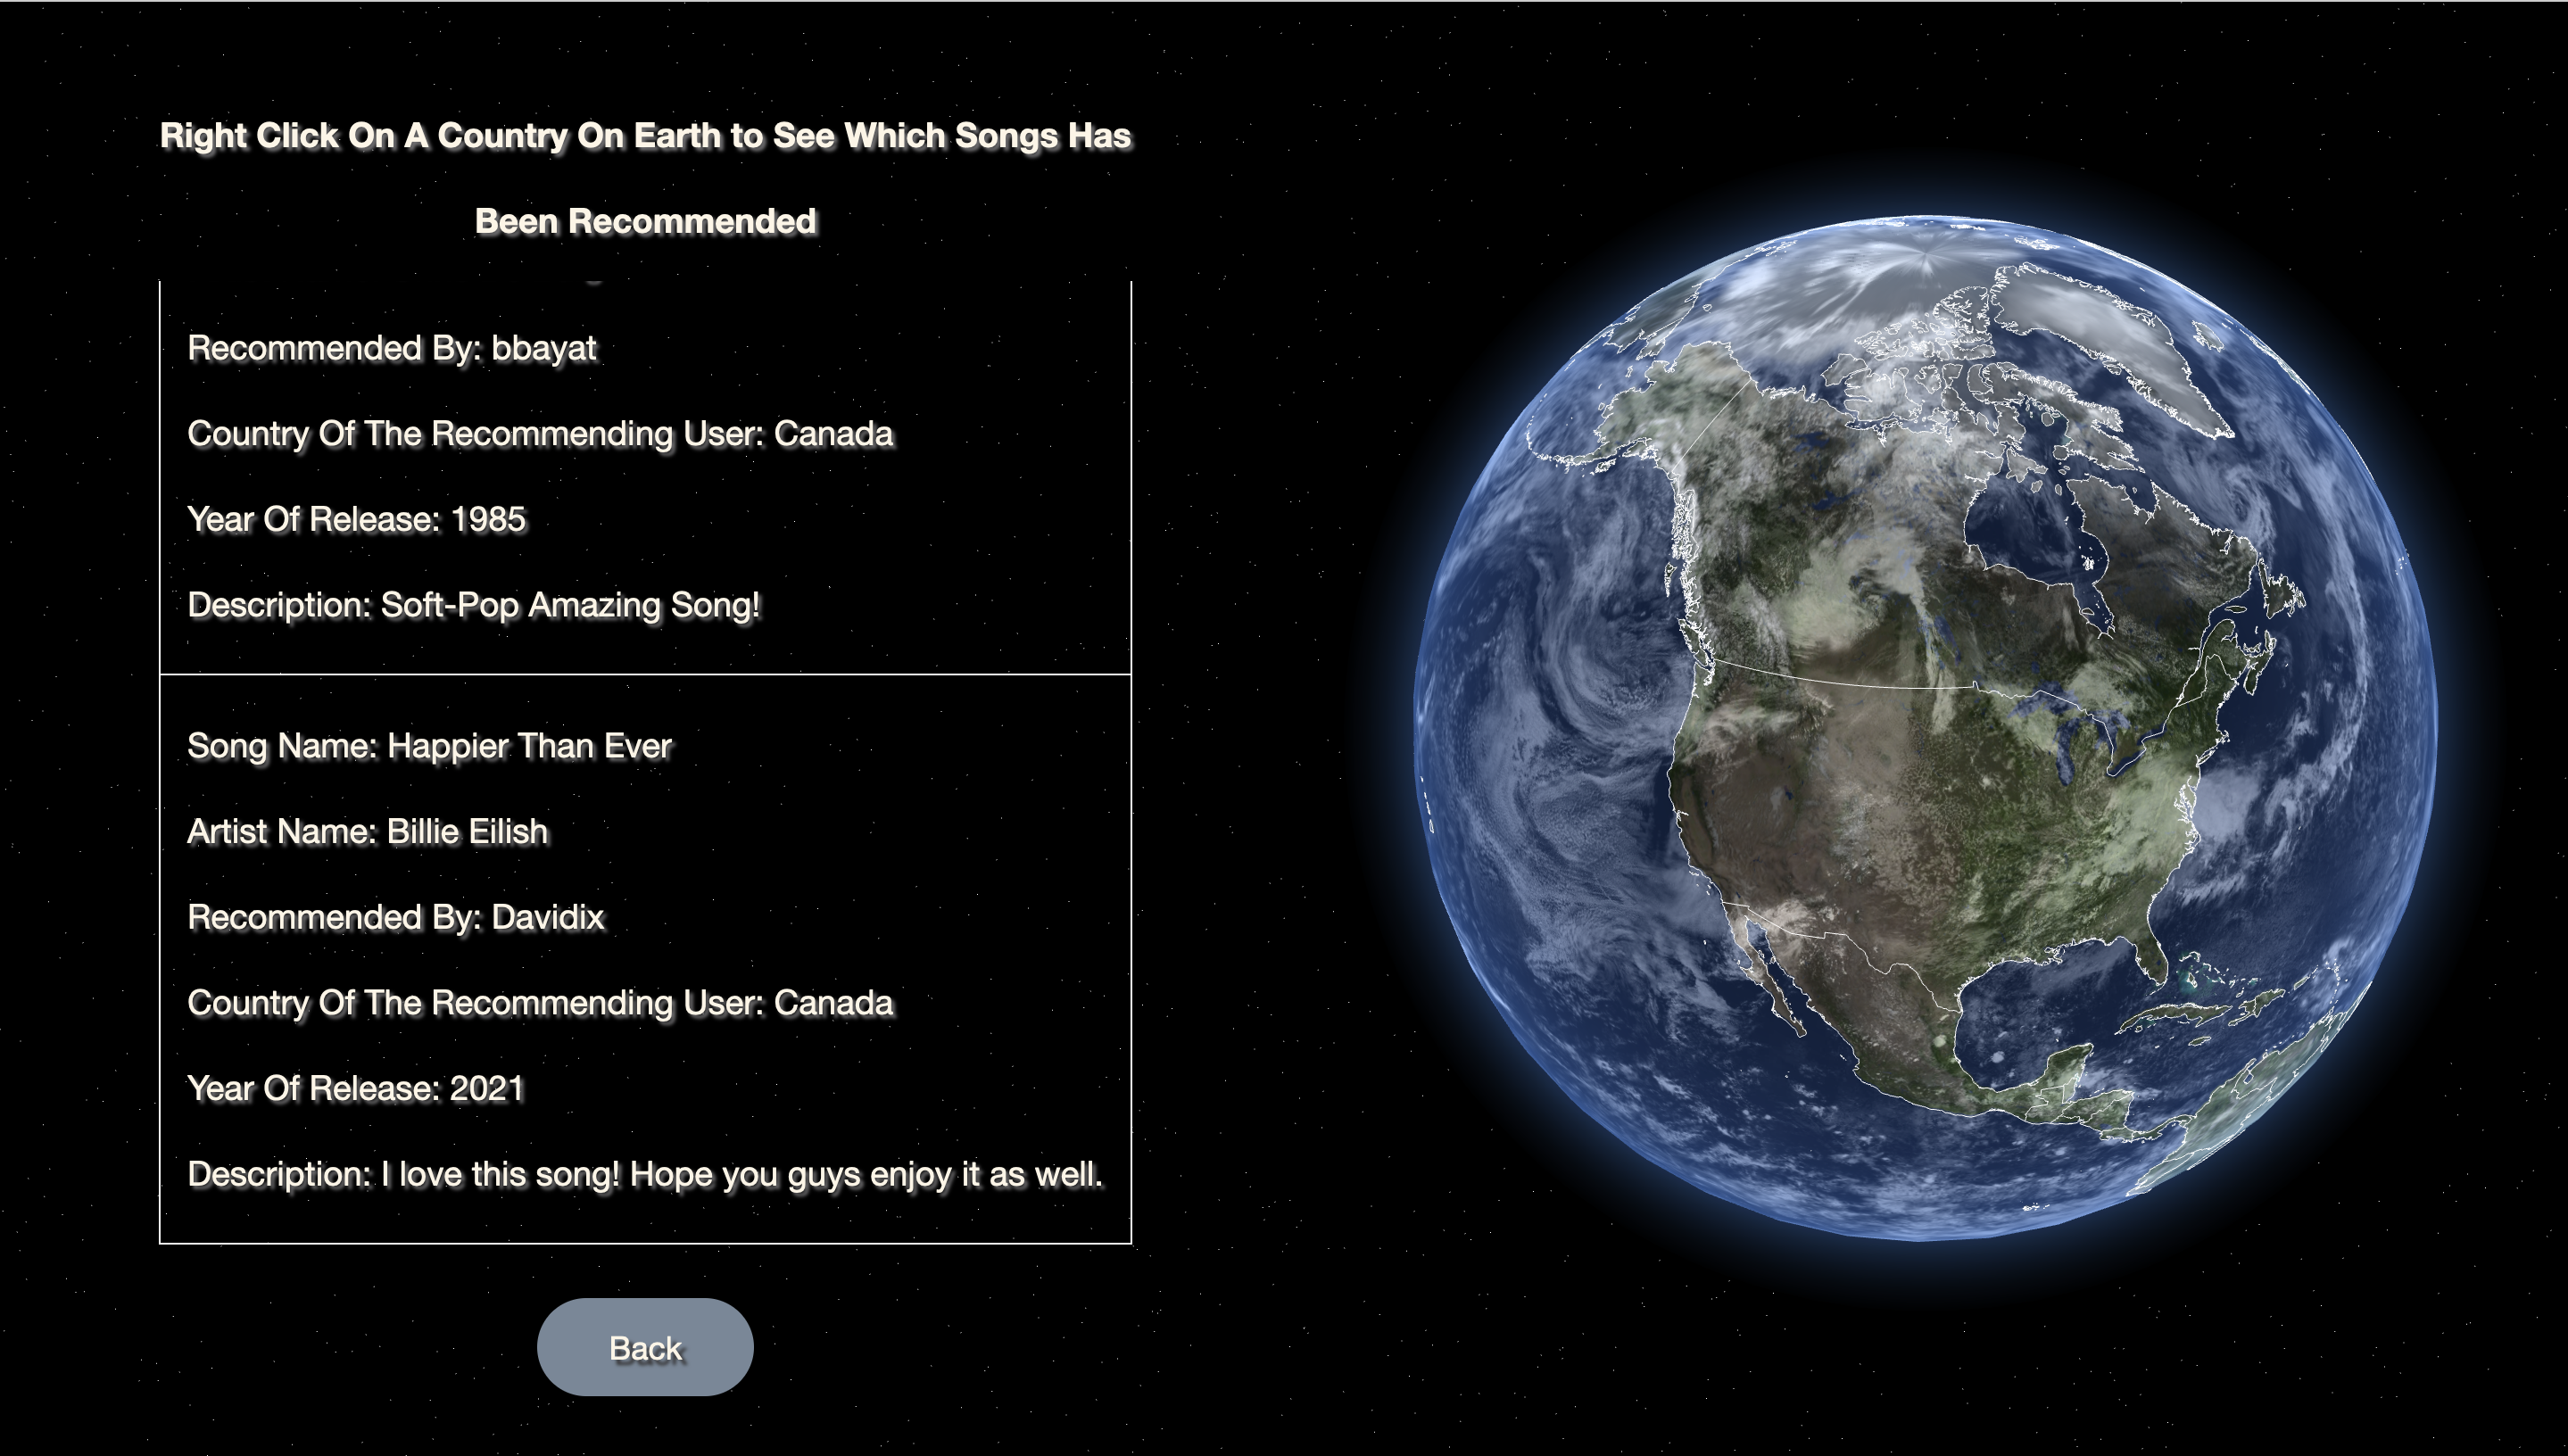 Right Click On A Country On Earth to See Which Songs Has
Been Recommended
Recommended By: bbayat
Country Of The Recommending User: Canada
Year Of Release: 1985
Description: Soft-Pop Amazing Song!
Song Name: Happier Than Ever
Artist Name: Billie Eilish
Recommended By: Davidix
Country Of The Recommending User: Canada
Year Of Release: 2021
Description: I love this song! Hope you guys enjoy it as well.
Back